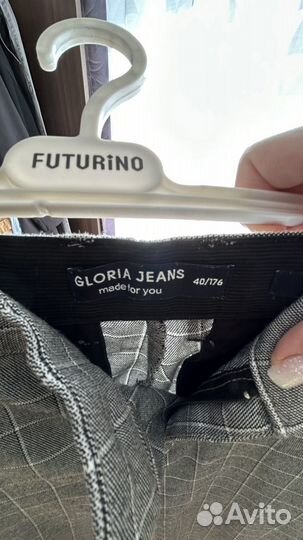 FUTURiNO
GLORIA JEANS
made for you
40/176
Avito